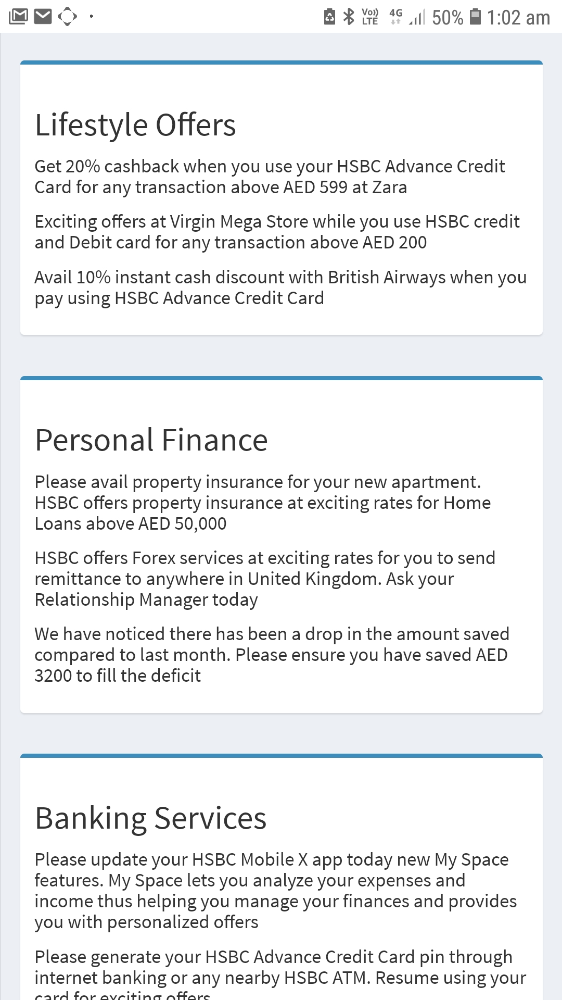 Vo)) LTE 4G 50% 1:02 am
Lifestyle Offers
Get 20% cashback when you use your HSBC Advance Credit
Card for any transaction above AED 599 at Zara
Exciting offers at Virgin Mega Store while you use HSBC credit
and Debit card for any transaction above AED 200
Avail 10% instant cash discount with British Airways when you
pay using HSBC Advance Credit Card
Personal Finance
Please avail property insurance for your new apartment.
HSBC offers property insurance at exciting rates for Home
Loans above AED 50,000
HSBC offers Forex services at exciting rates for you to send
remittance to anywhere in United Kingdom. Ask your
Relationship Manager today
We have noticed there has been a drop in the amount saved
compared to last month. Please ensure you have saved AED
3200 to fill the deficit
Banking Services
Please update your HSBC Mobile X app today new My Space
features. My Space lets you analyze your expenses and
income thus helping you manage your finances and provides
you with personalized offers
Please generate your HSBC Advance Credit Card pin through
internet banking or any nearby HSBC ATM. Resume using your
card for exciting offers